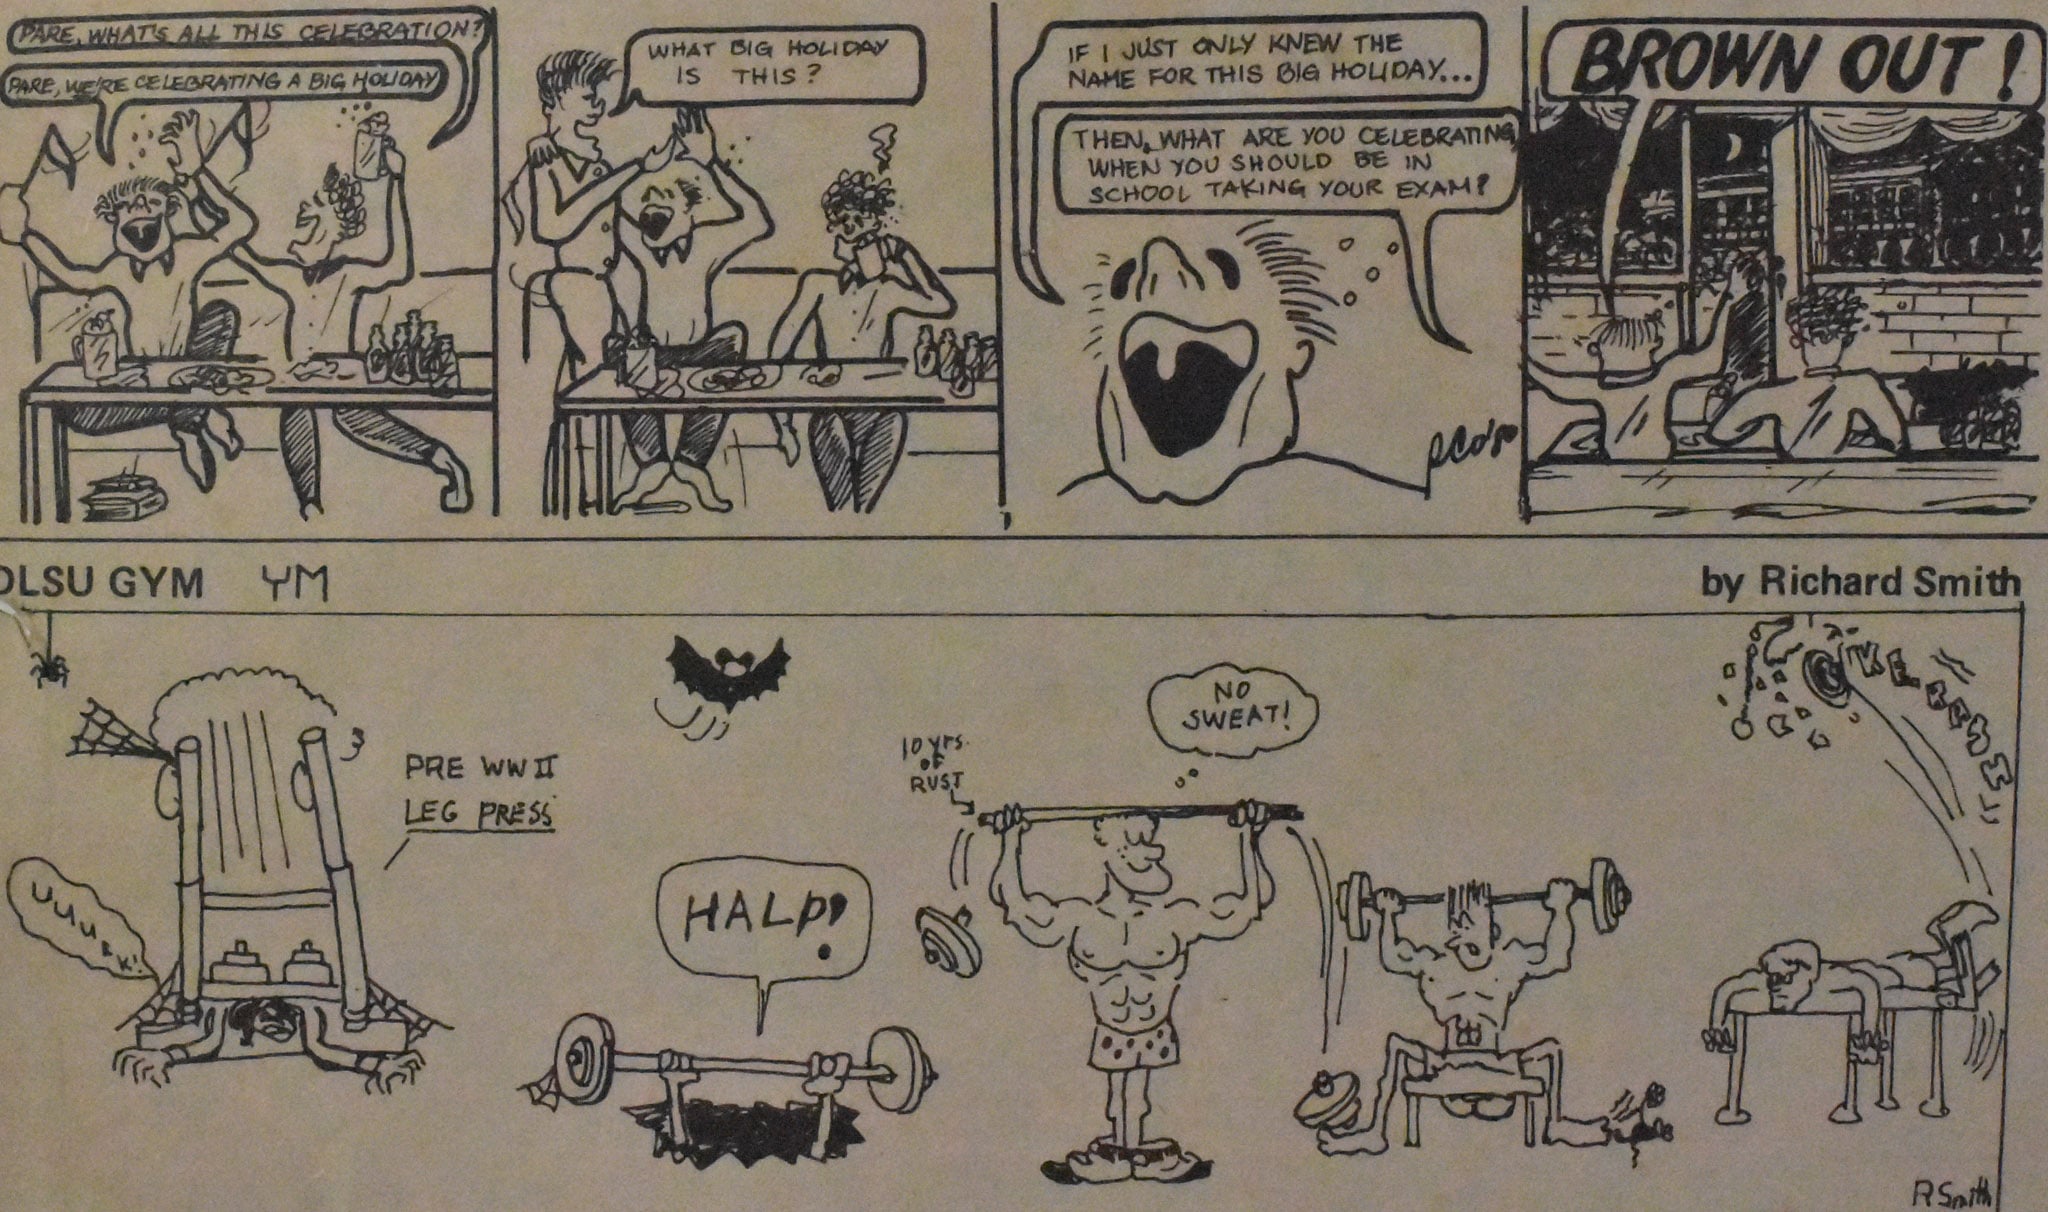 PARE, WHAT'S ALL THIS CELEBRATION?
PARE, WE'RE CELEBRATING A BIG HOLIDAY
WHAT BIG HOLIDAY
IS THIS?
IF I JUST ONLY KNEW THE
NAME FOR THIS BIG HOLIDAY...
THEN, WHAT ARE YOU CELEBRATING,
WHEN YOU SHOULD BE IN
SCHOOL TAKING YOUR EXAM?
BROWN OUT!
DLSU GYM YM
by Richard Smith
UUUKK!
PRE WW II
LEG PRESS
HALP!
10 yrs.
OF
RUST
NO
SWEAT!
R Smith